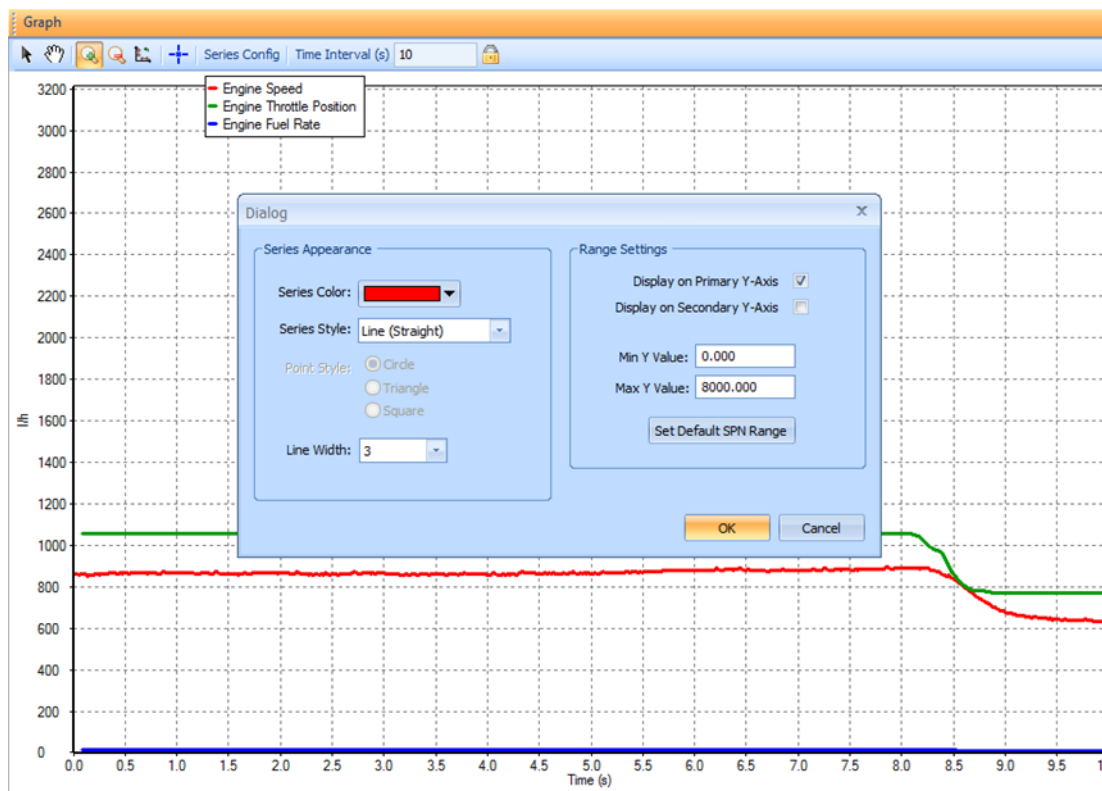 Graph
Series Config Time Interval (s) 10
Engine Speed
Engine Throttle Position
Engine Fuel Rate
3200
3000
2800
2600
2400
2200
2000
1800
1600
1400
1200
1000
800
600
400
200
0
l/h
Dialog
Series Appearance
Series Color:
Series Style: Line (Straight)
Point Style: Circle
Triangle
Square
Line Width: 3
Range Settings
Display on Primary Y-Axis
Display on Secondary Y-Axis
Min Y Value: 0.000
Max Y Value: 8000.000
Set Default SPN Range
OK Cancel
0.0 0.5 1.0 1.5 2.0 2.5 3.0 3.5 4.0 4.5 5.0 5.5 6.0 6.5 7.0 7.5 8.0 8.5 9.0 9.5
Time (s)